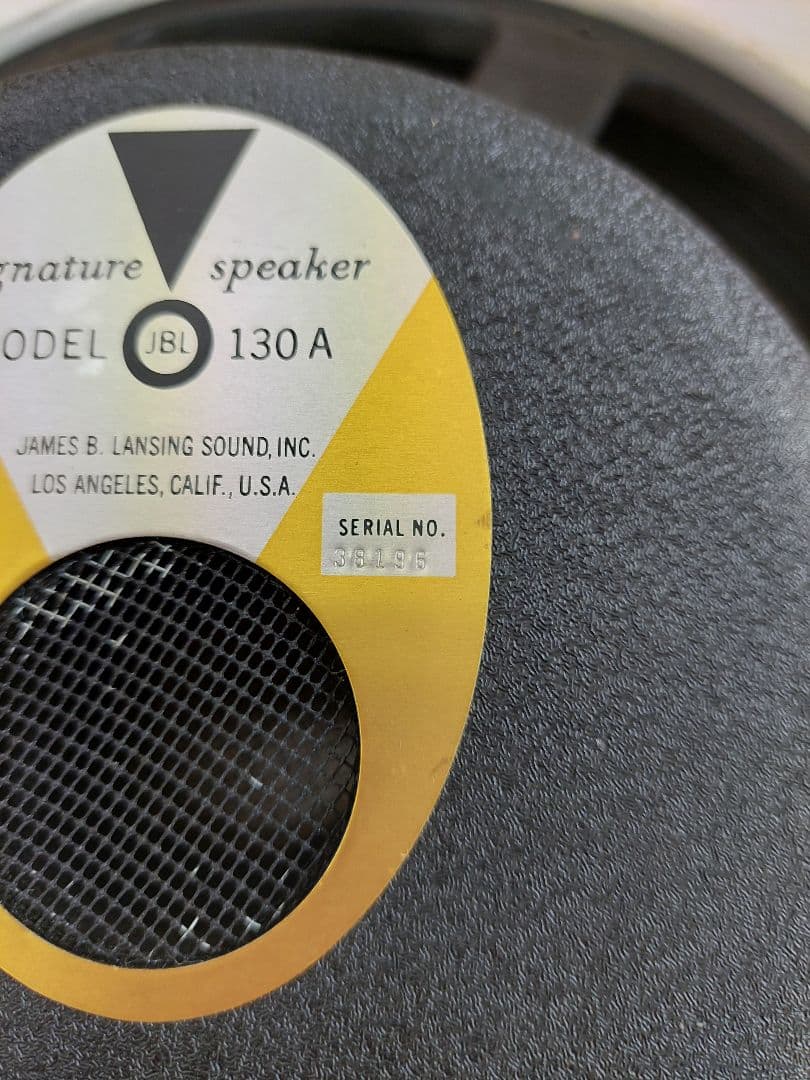 gnature speaker
ODEL JBL 130 A
JAMES B. LANSING SOUND, INC.
LOS ANGELES, CALIF., U.S.A.
SERIAL NO.
38196